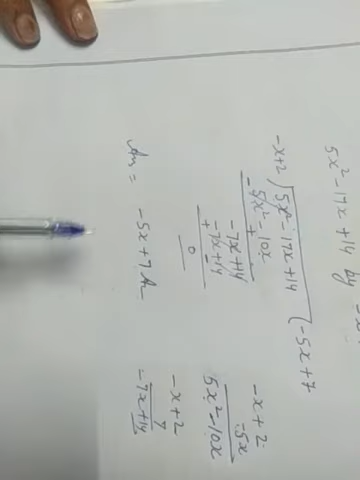 5x² - 17x + 14 by
-x+2) 5x² - 17x + 14 ( -5x + 7
5x² - 10x
- +
-7x + 14
-7x + 14
+ -
0
Ans = -5x + 7
-x + 2
-5x
5x² - 10x
-x + 2
7
-7x + 14